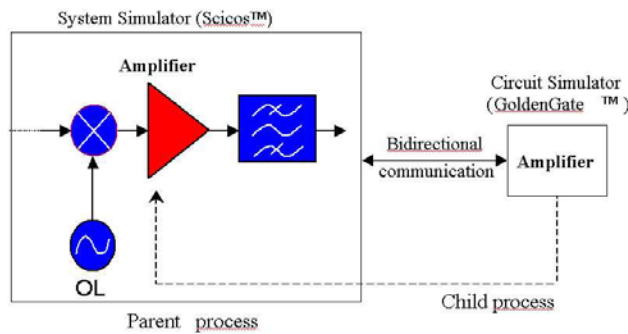 System Simulator (Scicos™)
Amplifier
OL
Parent process
Bidirectional
communication
Circuit Simulator
(GoldenGate ™)
Amplifier
Child process